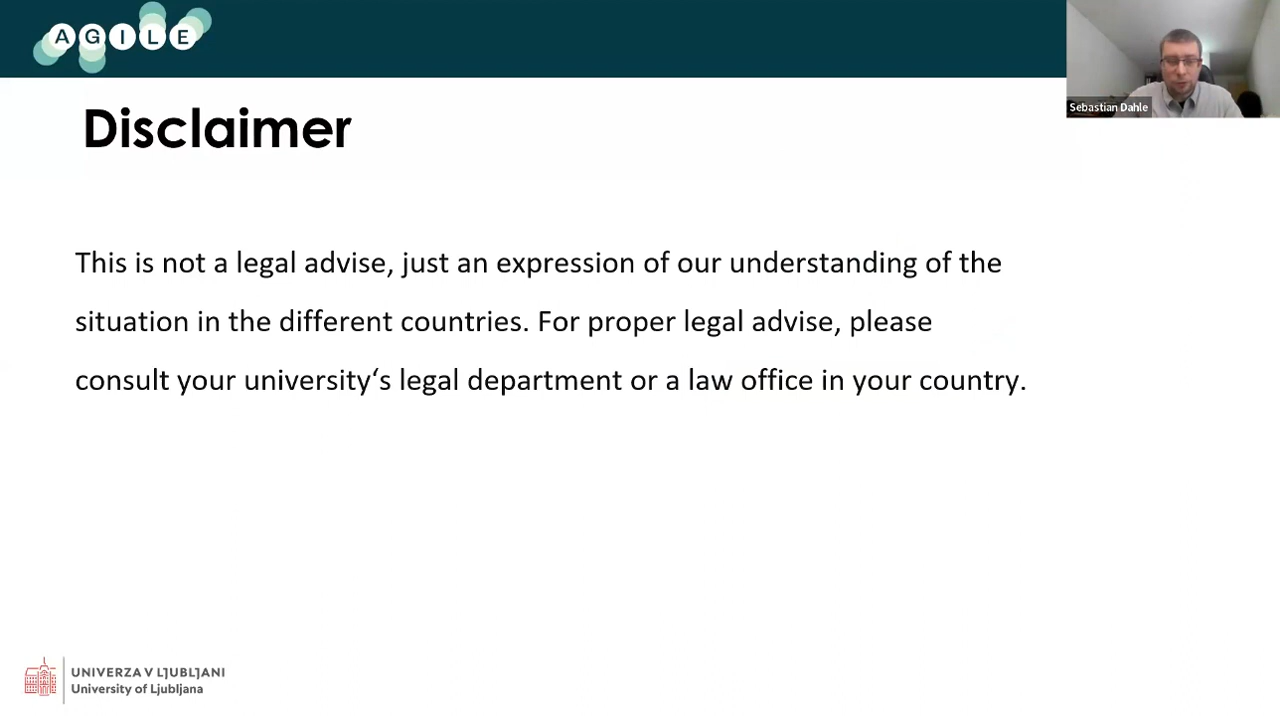 AGILE
Sebastian Dahle
Disclaimer
This is not a legal advise, just an expression of our understanding of the
situation in the different countries. For proper legal advise, please
consult your university‘s legal department or a law office in your country.
UNIVERZA V LJUBLJANI
University of Ljubljana